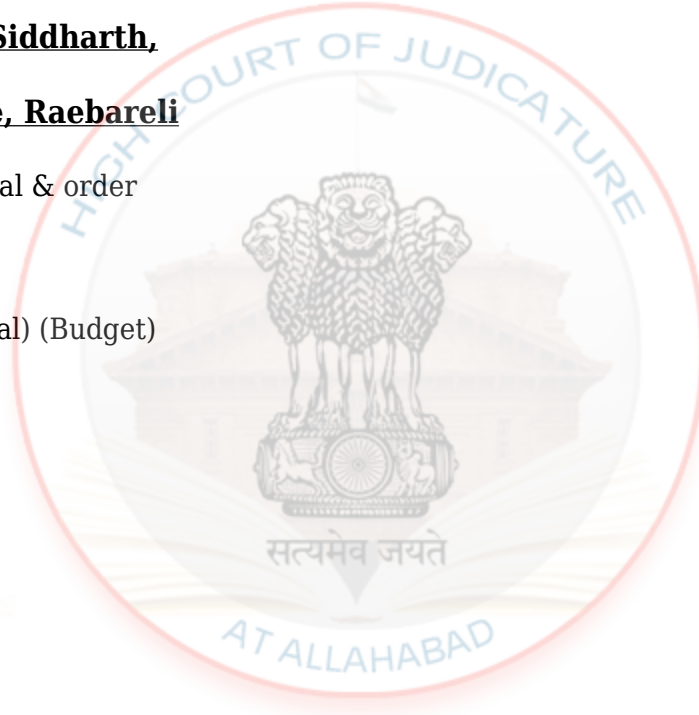 Siddharth,
e, Raebareli
al & order
al) (Budget)
HIGH COURT OF JUDICATURE
सत्यमेव जयते
AT ALLAHABAD